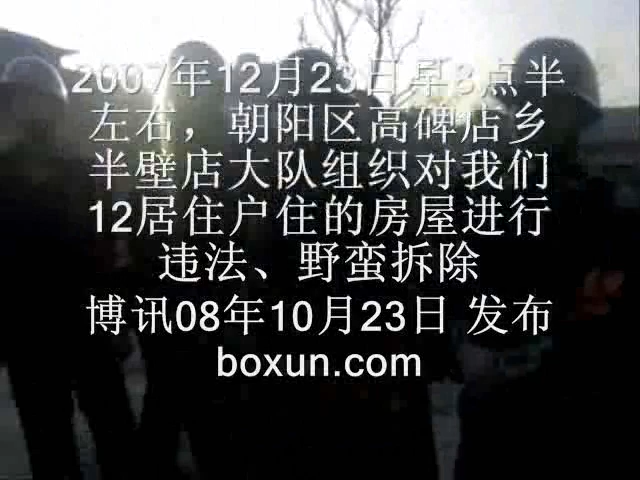 2007年12月23日早8点半
左右，朝阳区高碑店乡
半壁店大队组织对我们
12居住户住的房屋进行
违法、野蛮拆除
博讯08年10月23日 发布
boxun.com